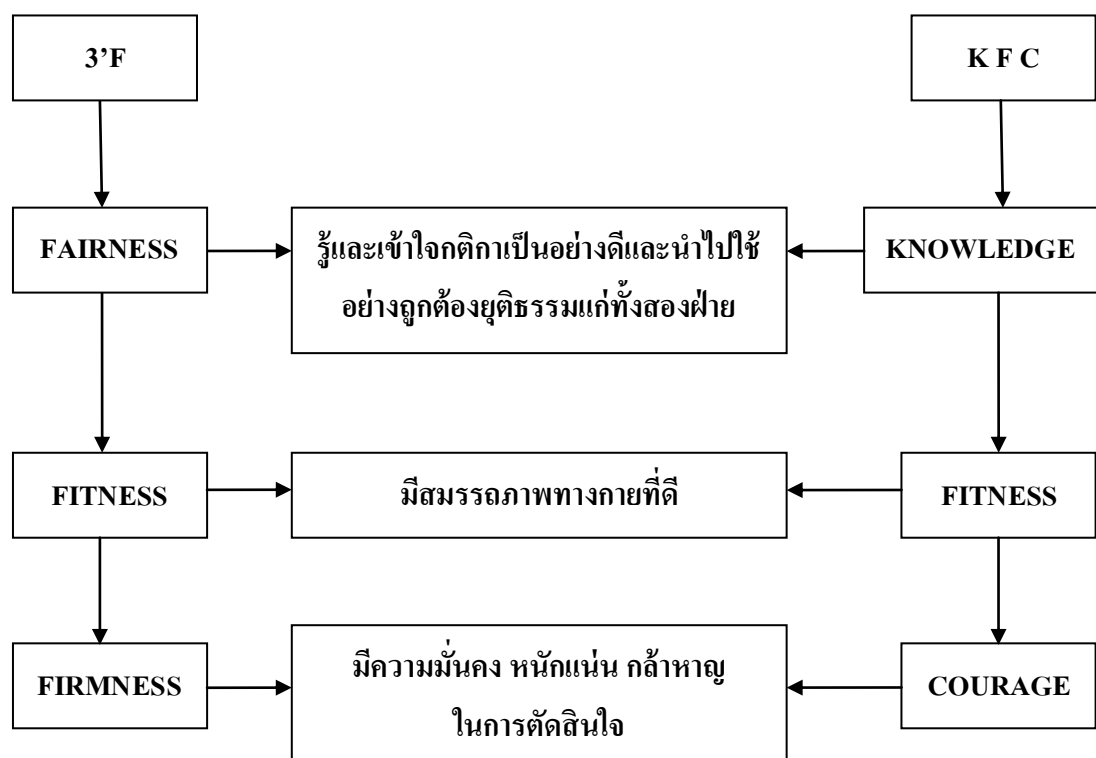 3’F
K F C
FAIRNESS
รู้และเข้าใจกติกาเป็นอย่างดีและนำไปใช้
อย่างถูกต้องยุติธรรมแก่ทั้งสองฝ่าย
KNOWLEDGE
FITNESS
มีสมรรถภาพทางกายที่ดี
FITNESS
FIRMNESS
มีความมั่นคง หนักแน่น กล้าหาญ
ในการตัดสินใจ
COURAGE